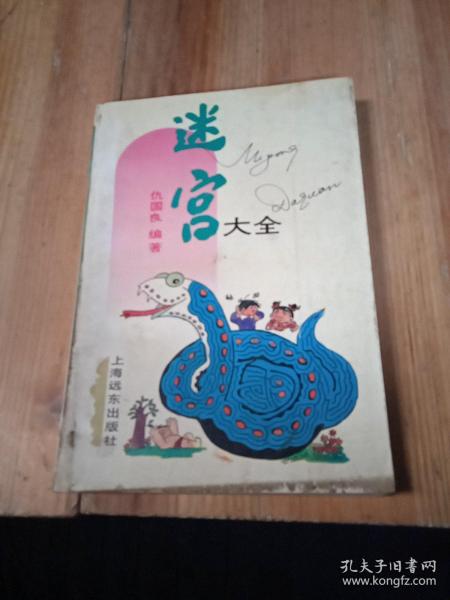 迷宫
大全
Migong
Daquan
仇国良 编著
上海远东出版社
孔夫子旧书网
www.kongfz.com